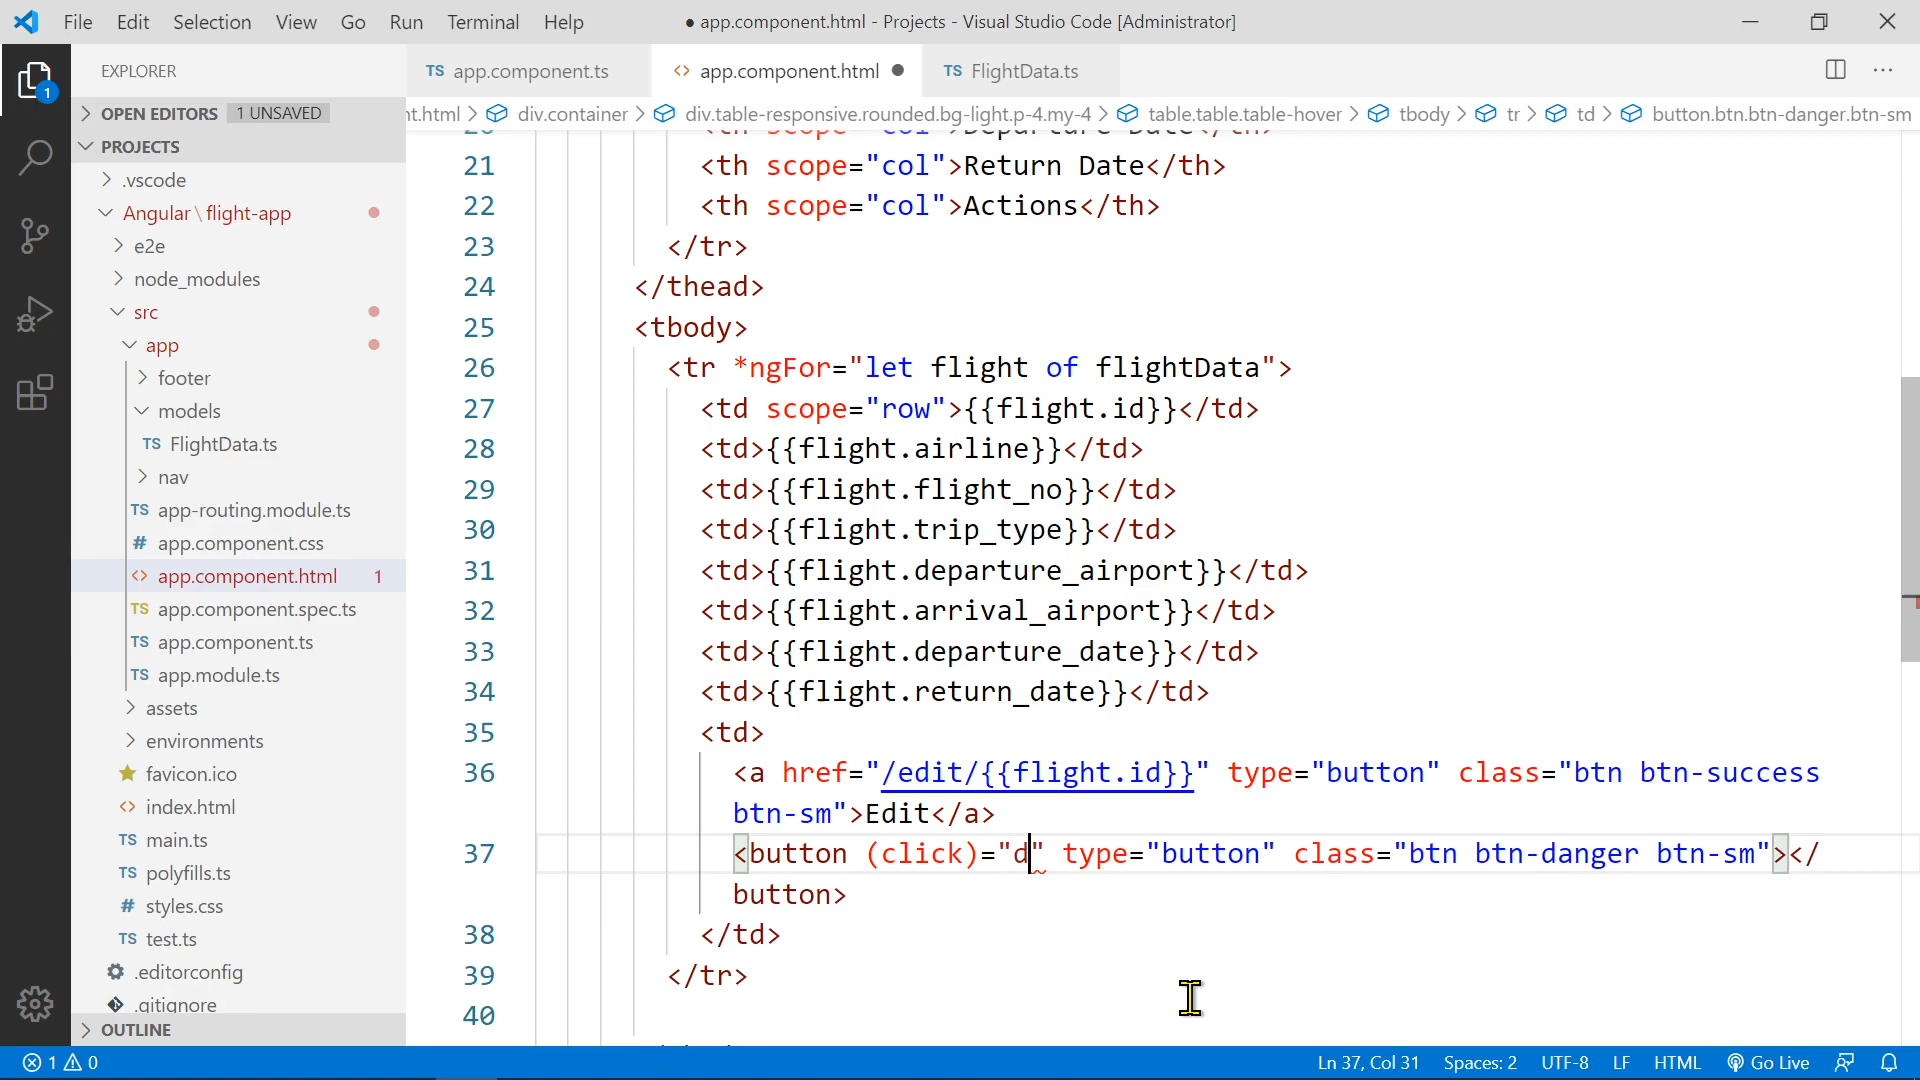 File Edit Selection View Go Run Terminal Help
● app.component.html - Projects - Visual Studio Code [Administrator]
EXPLORER
TS app.component.ts
<> app.component.html ●
TS FlightData.ts
1
OPEN EDITORS 1 UNSAVED
nt.html > div.container > div.table-responsive.rounded.bg-light.p-4.my-4 > table.table.table-hover > tbody > tr > td > button.btn.btn-danger.btn-sm
PROJECTS
.vscode
Angular \ flight-app
e2e
node_modules
src
app
footer
models
TS FlightData.ts
nav
TS app-routing.module.ts
# app.component.css
<> app.component.html 1
TS app.component.spec.ts
TS app.component.ts
TS app.module.ts
assets
environments
favicon.ico
<> index.html
TS main.ts
TS polyfills.ts
# styles.css
TS test.ts
.editorconfig
.gitignore
OUTLINE
20 <th scope="col">Departure Date</th>
21 <th scope="col">Return Date</th>
22 <th scope="col">Actions</th>
23 </tr>
24 </thead>
25 <tbody>
26 <tr *ngFor="let flight of flightData">
27 <td scope="row">{{flight.id}}</td>
28 <td>{{flight.airline}}</td>
29 <td>{{flight.flight_no}}</td>
30 <td>{{flight.trip_type}}</td>
31 <td>{{flight.departure_airport}}</td>
32 <td>{{flight.arrival_airport}}</td>
33 <td>{{flight.departure_date}}</td>
34 <td>{{flight.return_date}}</td>
35 <td>
36 <a href="/edit/{{flight.id}}" type="button" class="btn btn-success
btn-sm">Edit</a>
37 <button (click)="d" type="button" class="btn btn-danger btn-sm"></
button>
38 </td>
39 </tr>
40
1 0
Ln 37, Col 31 Spaces: 2 UTF-8 LF HTML Go Live